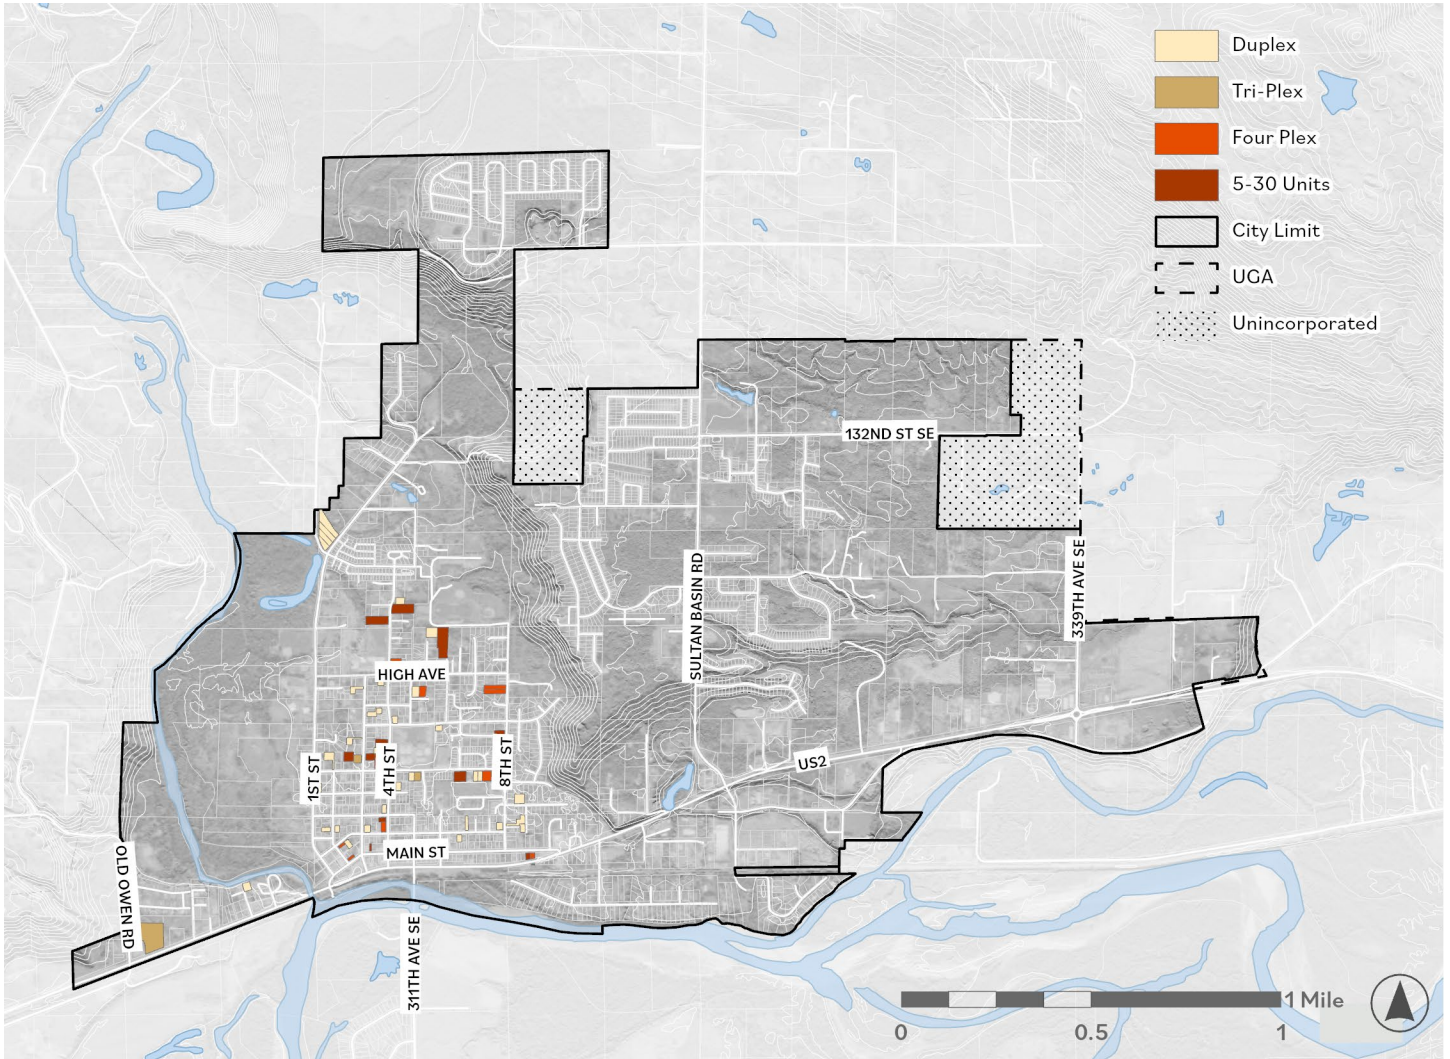 Duplex
Tri-Plex
Four Plex
5-30 Units
City Limit
UGA
Unincorporated
132ND ST SE
SULTAN BASIN RD
339TH AVE SE
HIGH AVE
1ST ST
4TH ST
8TH ST
US2
MAIN ST
OLD OWEN RD
311TH AVE SE
1 Mile
0
0.5
1